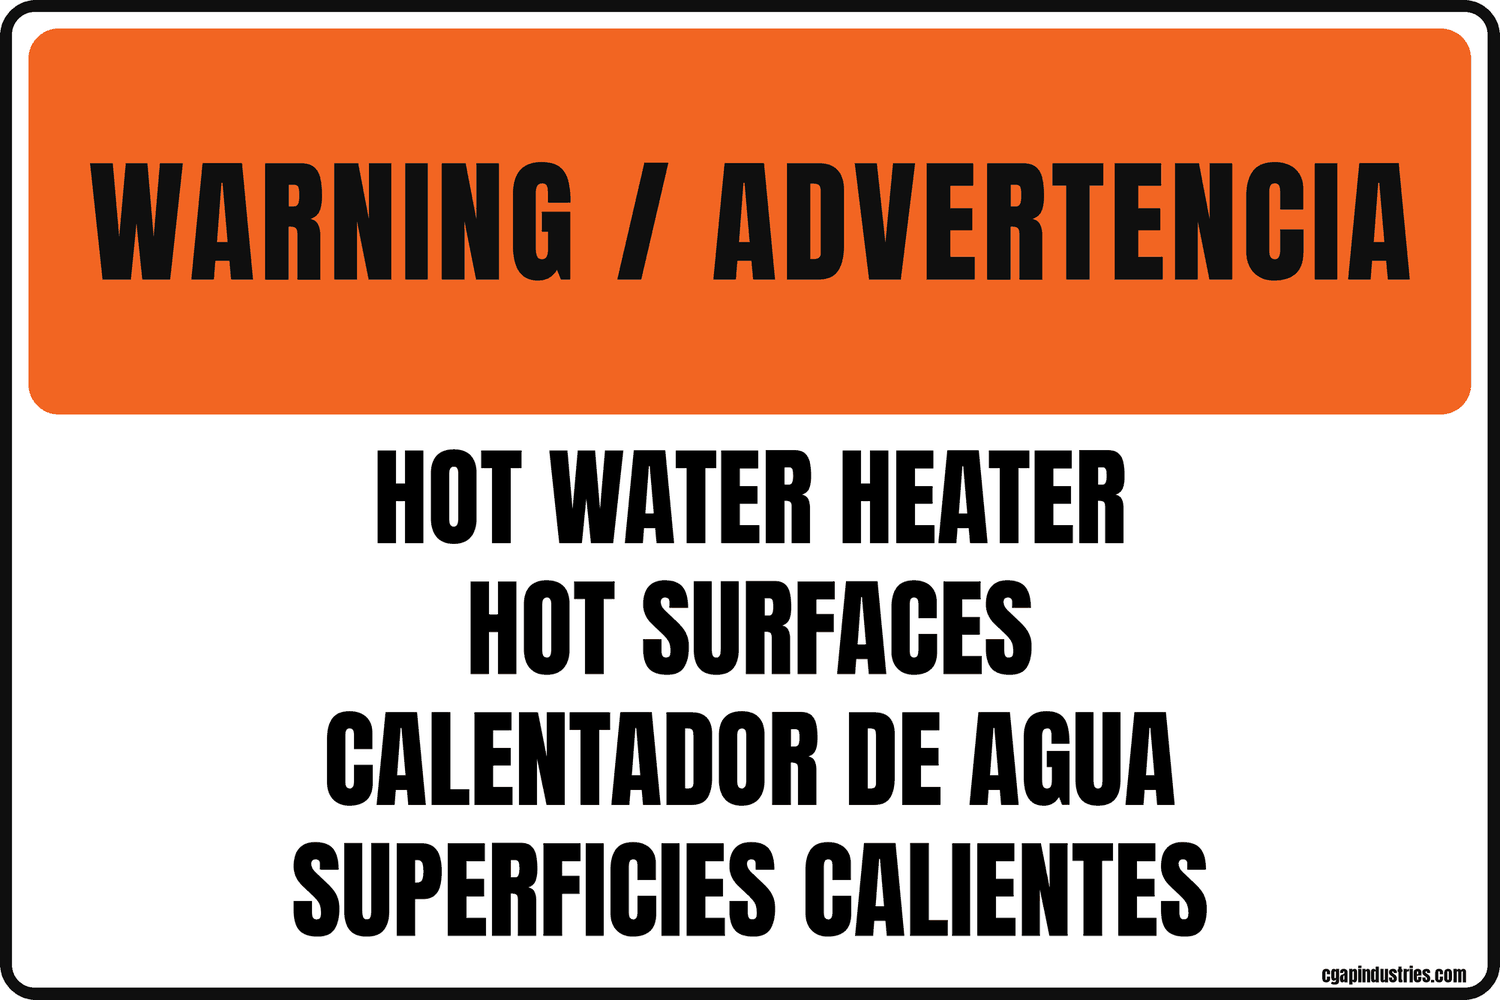 WARNING / ADVERTENCIA
HOT WATER HEATER
HOT SURFACES
CALENTADOR DE AGUA
SUPERFICIES CALIENTES
cgapindustries.com